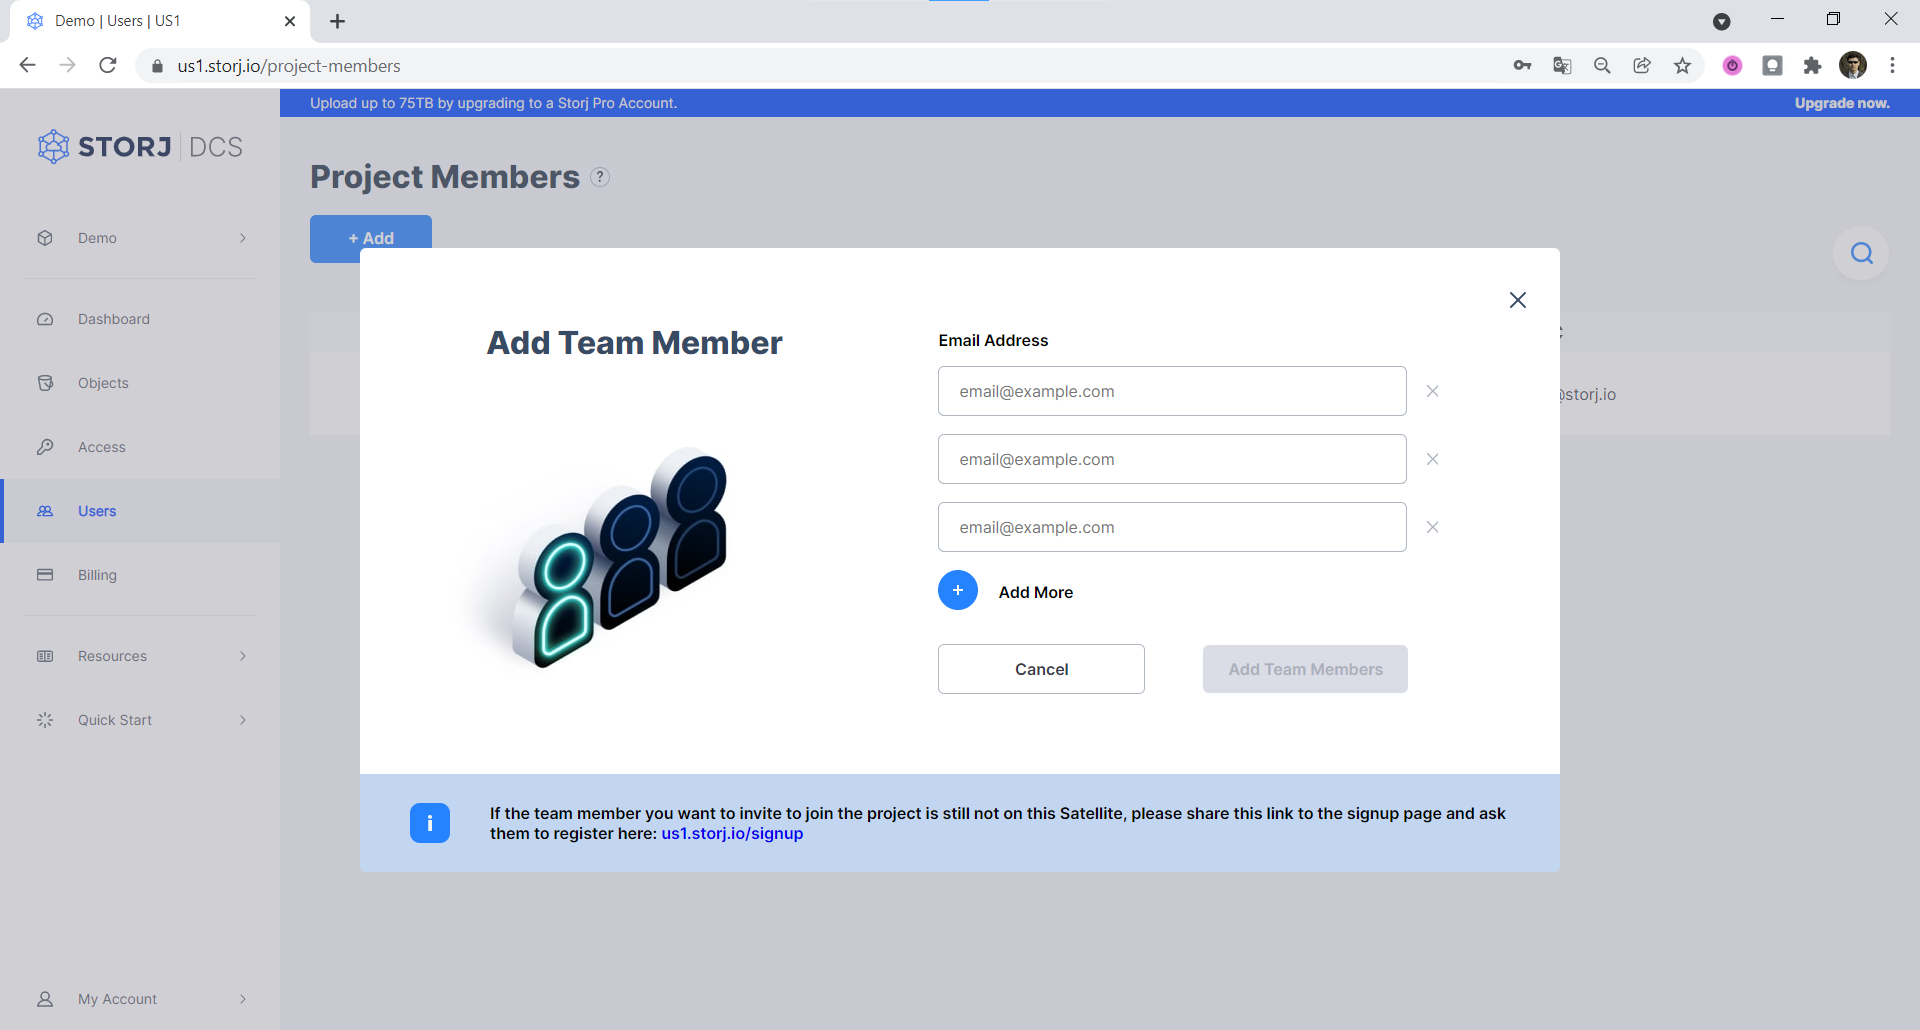 Demo | Users | US1
us1.storj.io/project-members
Upload up to 75TB by upgrading to a Storj Pro Account.
Upgrade now.
STORJ | DCS
Project Members ?
+ Add
Demo
Dashboard
Objects
Access
Users
Billing
Resources
Quick Start
My Account
Add Team Member
Email Address
email@example.com
email@example.com
email@example.com
+ Add More
Cancel
Add Team Members
@storj.io
i
If the team member you want to invite to join the project is still not on this Satellite, please share this link to the signup page and ask
them to register here: us1.storj.io/signup